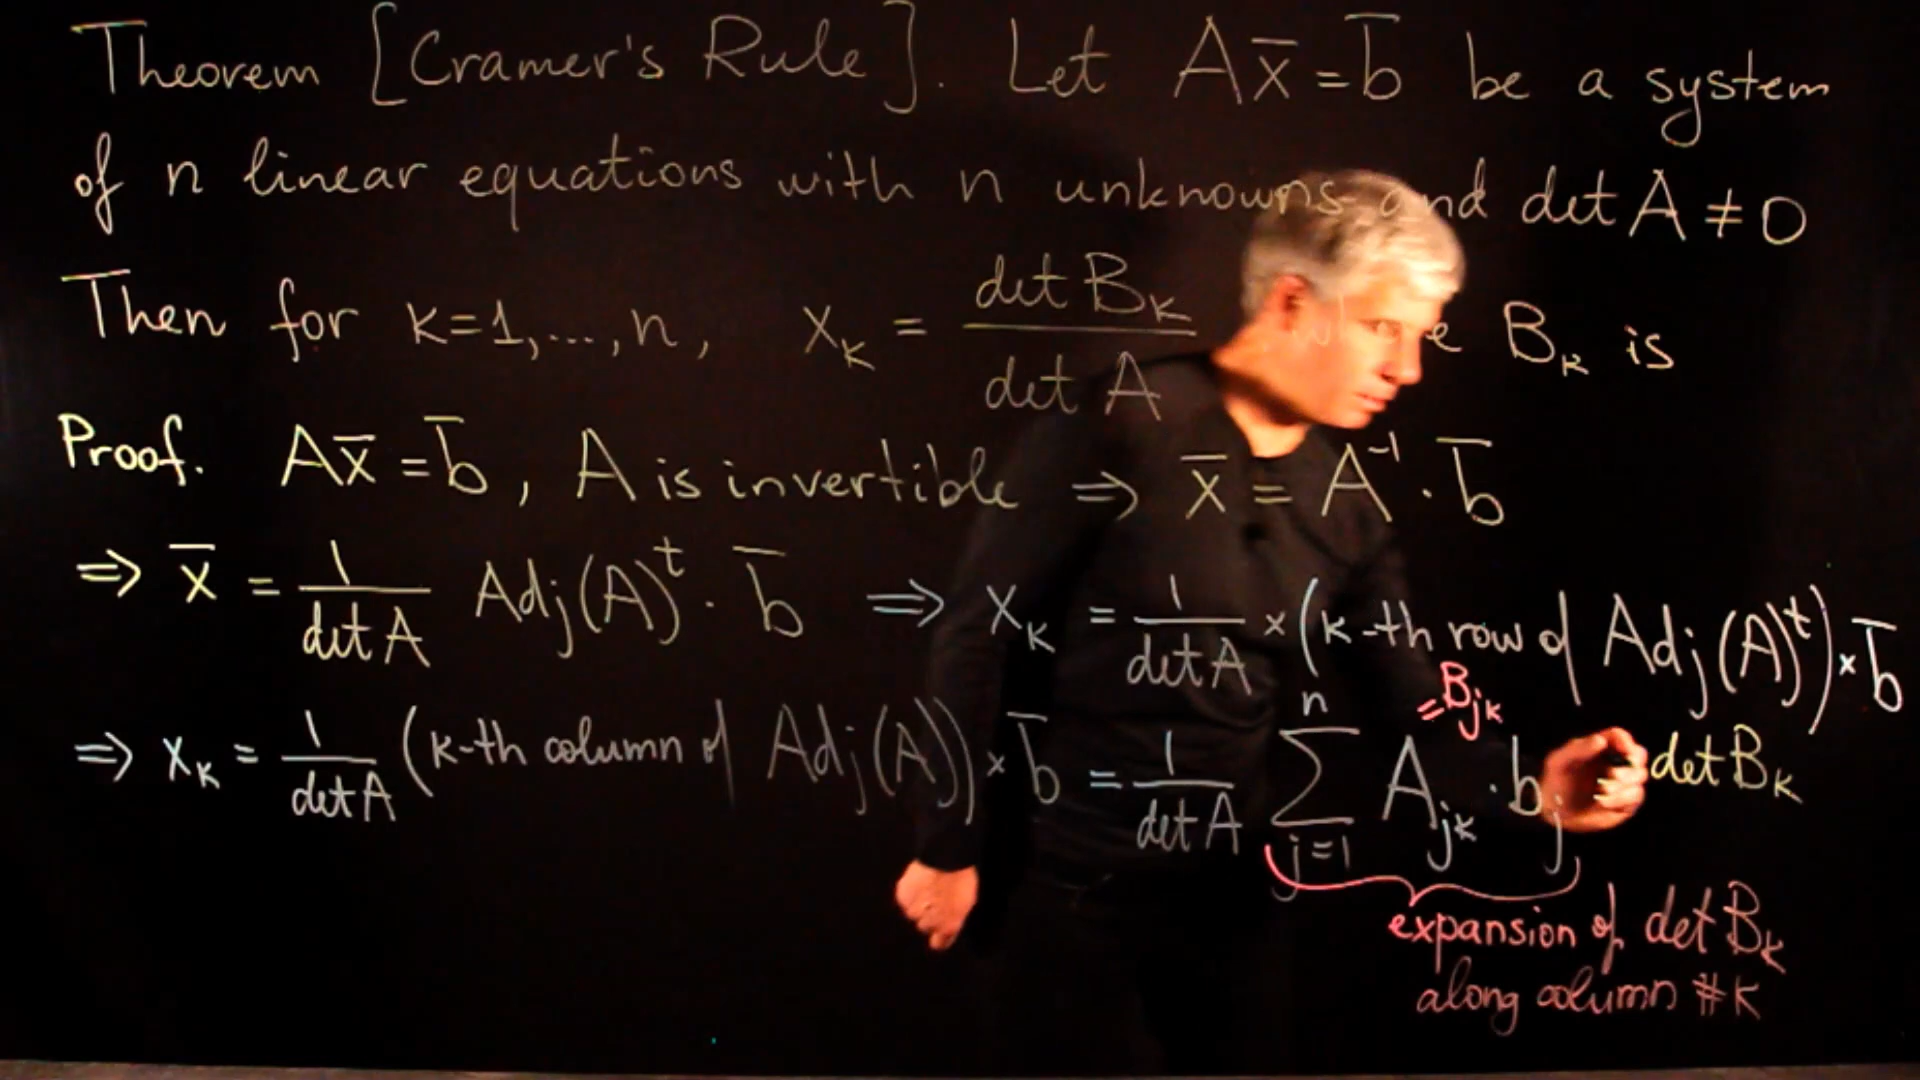 Theorem [Cramer's Rule]. Let Ax̄ = b̄ be a system
of n linear equations with n unknowns and det A ≠ 0
Then for k=1,...,n, x_k = det B_k / det A where B_k is
Proof. Ax̄ = b̄, A is invertible ⇒ x̄ = A⁻¹ · b̄
⇒ x̄ = 1/det A Adj(A)^t · b̄ ⇒ x_k = 1/det A × (k-th row of Adj(A)^t) × b̄
⇒ x_k = 1/det A (k-th column of Adj(A)) × b̄ = 1/det A ∑_{j=1}^{n} A_jk · b_j det B_k
= B_jk
expansion of det B_k
along column #k